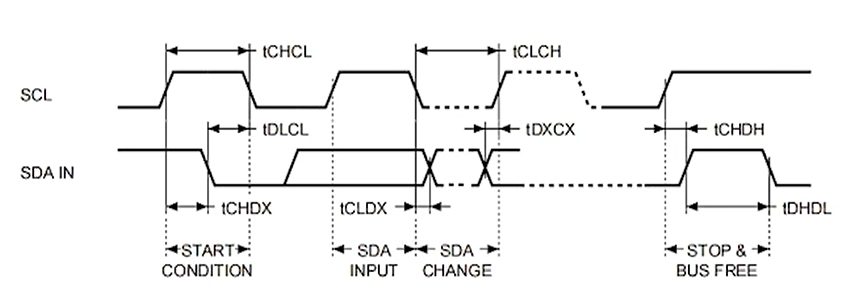 tCHCL
tCLCH
SCL
tDLCL
tDXCX
tCHDH
SDA IN
tCHDX
tCLDX
tDHDL
START
CONDITION
SDA
INPUT
SDA
CHANGE
STOP &
BUS FREE